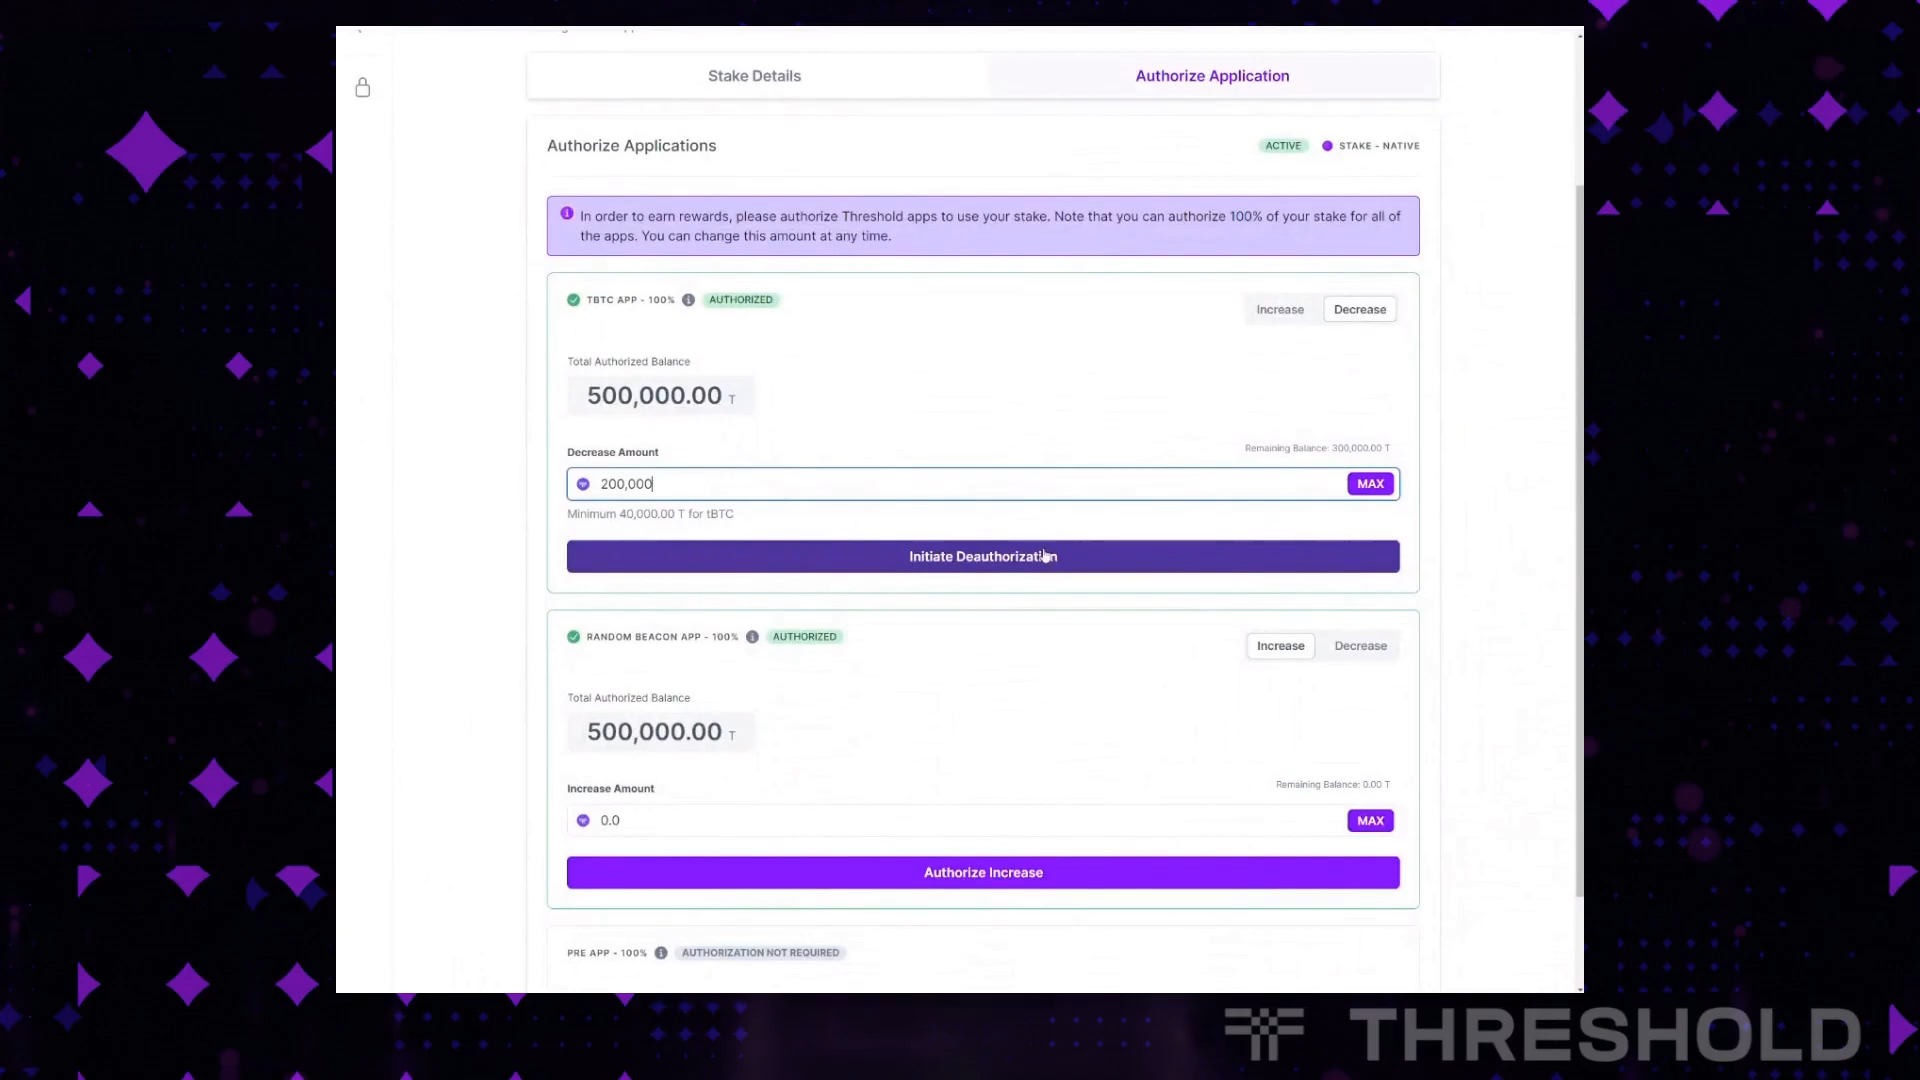 Stake Details
Authorize Application
Authorize Applications
ACTIVE
STAKE - NATIVE
In order to earn rewards, please authorize Threshold apps to use your stake. Note that you can authorize 100% of your stake for all of
the apps. You can change this amount at any time.
TBTC APP - 100%
AUTHORIZED
Increase
Decrease
Total Authorized Balance
500,000.00 T
Decrease Amount
Remaining Balance: 300,000.00 T
200,000
MAX
Minimum 40,000.00 T for tBTC
Initiate Deauthorization
RANDOM BEACON APP - 100%
AUTHORIZED
Increase
Decrease
Total Authorized Balance
500,000.00 T
Increase Amount
Remaining Balance: 0.00 T
0.0
MAX
Authorize Increase
PRE APP - 100%
AUTHORIZATION NOT REQUIRED
THRESHOLD